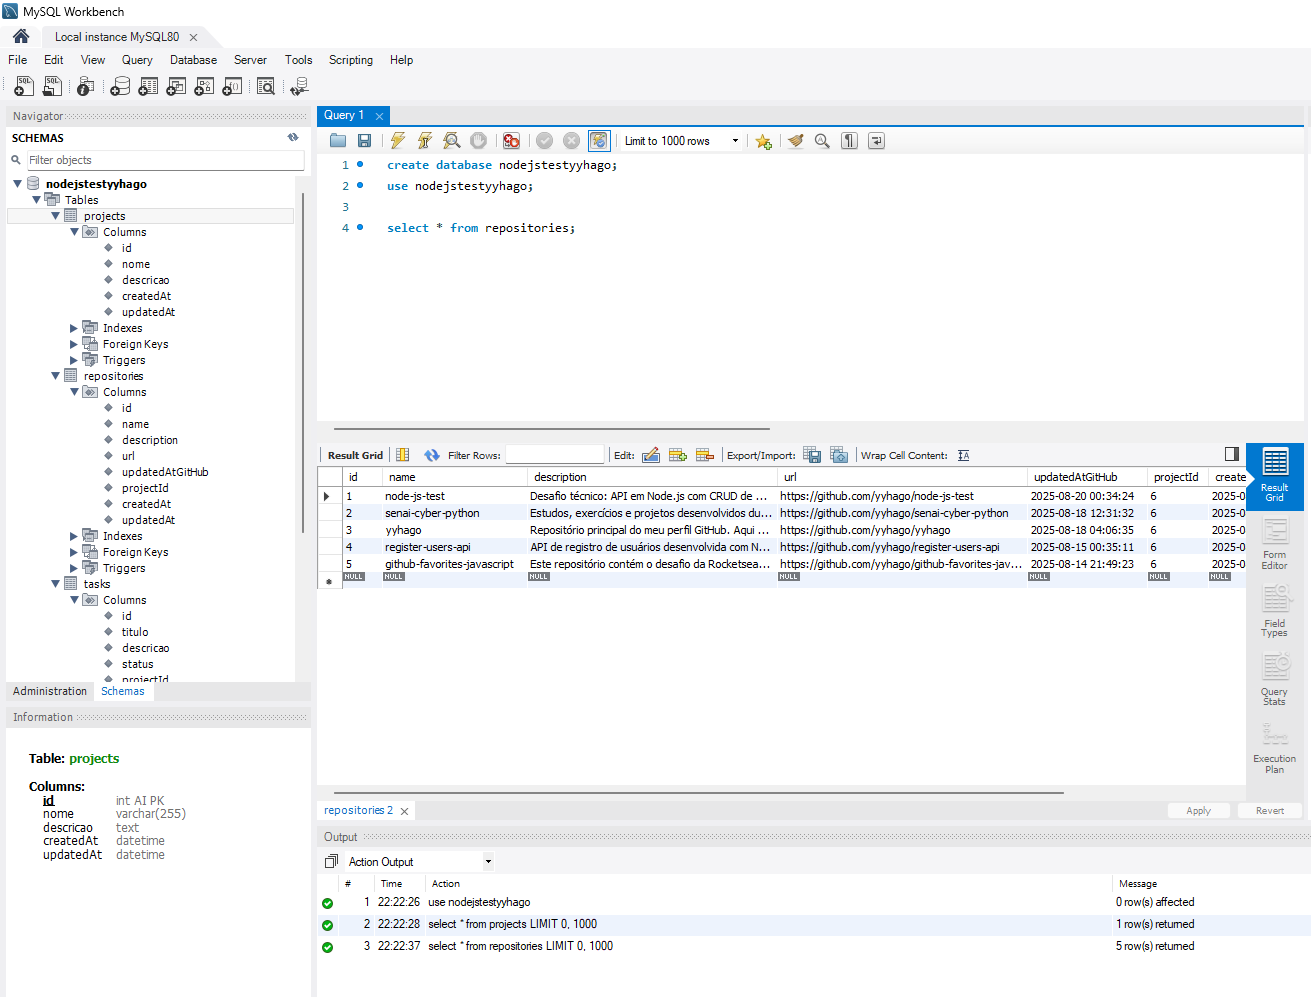 MySQL Workbench
Local instance MySQL80
File Edit View Query Database Server Tools Scripting Help
Navigator
SCHEMAS
Filter objects
nodejstestyyhago
Tables
projects
Columns
id
nome
descricao
createdAt
updatedAt
Indexes
Foreign Keys
Triggers
repositories
Columns
id
name
description
url
updatedAtGitHub
projectId
createdAt
updatedAt
Indexes
Foreign Keys
Triggers
tasks
Columns
id
titulo
descricao
status
projectId
Administration Schemas
Information
Table: projects
Columns:
id int AI PK
nome varchar(255)
descricao text
createdAt datetime
updatedAt datetime
Query 1
Limit to 1000 rows
1 create database nodejstestyyhago;
2 use nodejstestyyhago;
3
4 select * from repositories;
Result Grid Filter Rows: Edit: Export/Import: Wrap Cell Content:
id name description url updatedAtGitHub projectId create
1 node-js-test Desafio técnico: API em Node.js com CRUD de ... https://github.com/yyhago/node-js-test 2025-08-20 00:34:24 6 2025-0
2 senai-cyber-python Estudos, exercícios e projetos desenvolvidos du... https://github.com/yyhago/senai-cyber-python 2025-08-18 12:31:32 6 2025-0
3 yyhago Repositório principal do meu perfil GitHub. Aqui ... https://github.com/yyhago/yyhago 2025-08-18 04:06:35 6 2025-0
4 register-users-api API de registro de usuários desenvolvida com N... https://github.com/yyhago/register-users-api 2025-08-15 00:35:11 6 2025-0
5 github-favorites-javascript Este repositório contém o desafio da Rocketsea... https://github.com/yyhago/github-favorites-jav... 2025-08-14 21:49:23 6 2025-0
NULL NULL NULL NULL NULL NULL NULL
Result Grid
Form Editor
Field Types
Query Stats
Execution Plan
repositories 2
Apply Revert
Output
Action Output
# Time Action Message
1 22:22:26 use nodejstestyyhago 0 row(s) affected
2 22:22:28 select * from projects LIMIT 0, 1000 1 row(s) returned
3 22:22:37 select * from repositories LIMIT 0, 1000 5 row(s) returned